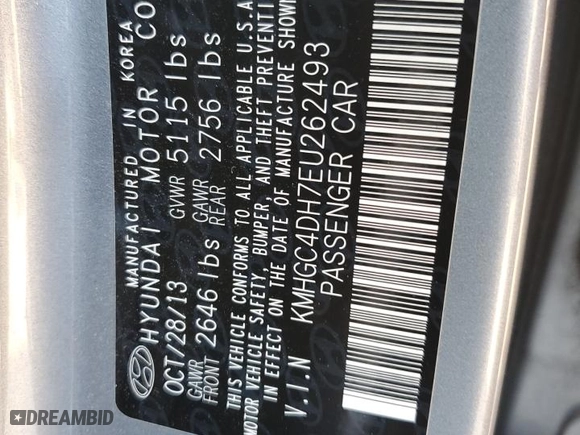 MANUFACTURED IN KOREA
HYUNDAI MOTOR CO
OCT/28/13 GVWR 5115 lbs
GAWR FRONT 2646 lbs GAWR REAR 2756 lbs
THIS VEHICLE CONFORMS TO ALL APPLICABLE U.S.A
MOTOR VEHICLE SAFETY, BUMPER, AND THEFT PREVENTI
IN EFFECT ON THE DATE OF MANUFACTURE SHOWN
V.I.N KMHGC4DH7EU262493
PASSENGER CAR
DREAMBID